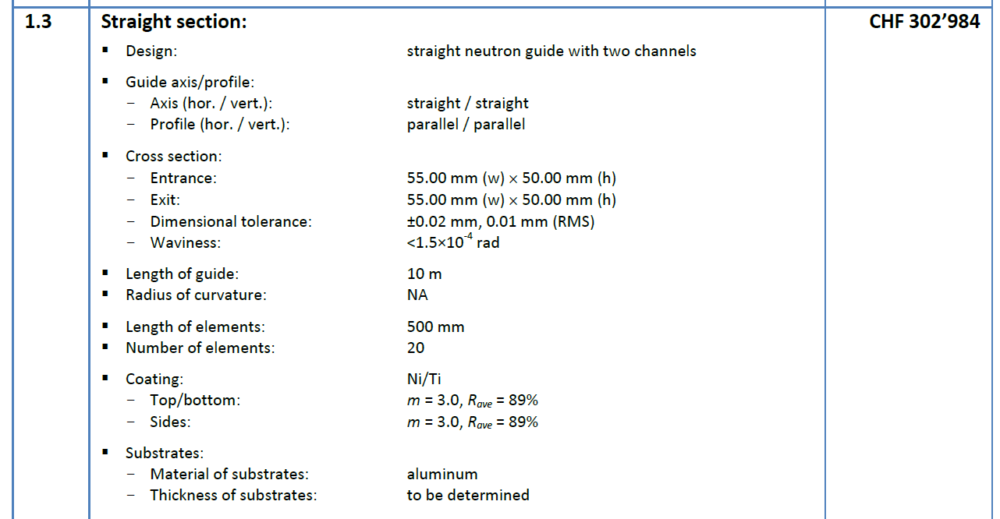 1.3 Straight section: CHF 302’984
▪ Design: straight neutron guide with two channels
▪ Guide axis/profile:
− Axis (hor. / vert.): straight / straight
− Profile (hor. / vert.): parallel / parallel
▪ Cross section:
− Entrance: 55.00 mm (w) × 50.00 mm (h)
− Exit: 55.00 mm (w) × 50.00 mm (h)
− Dimensional tolerance: ±0.02 mm, 0.01 mm (RMS)
− Waviness: <1.5×10⁻⁴ rad
▪ Length of guide: 10 m
▪ Radius of curvature: NA
▪ Length of elements: 500 mm
▪ Number of elements: 20
▪ Coating: Ni/Ti
− Top/bottom: m = 3.0, Rave = 89%
− Sides: m = 3.0, Rave = 89%
▪ Substrates:
− Material of substrates: aluminum
− Thickness of substrates: to be determined